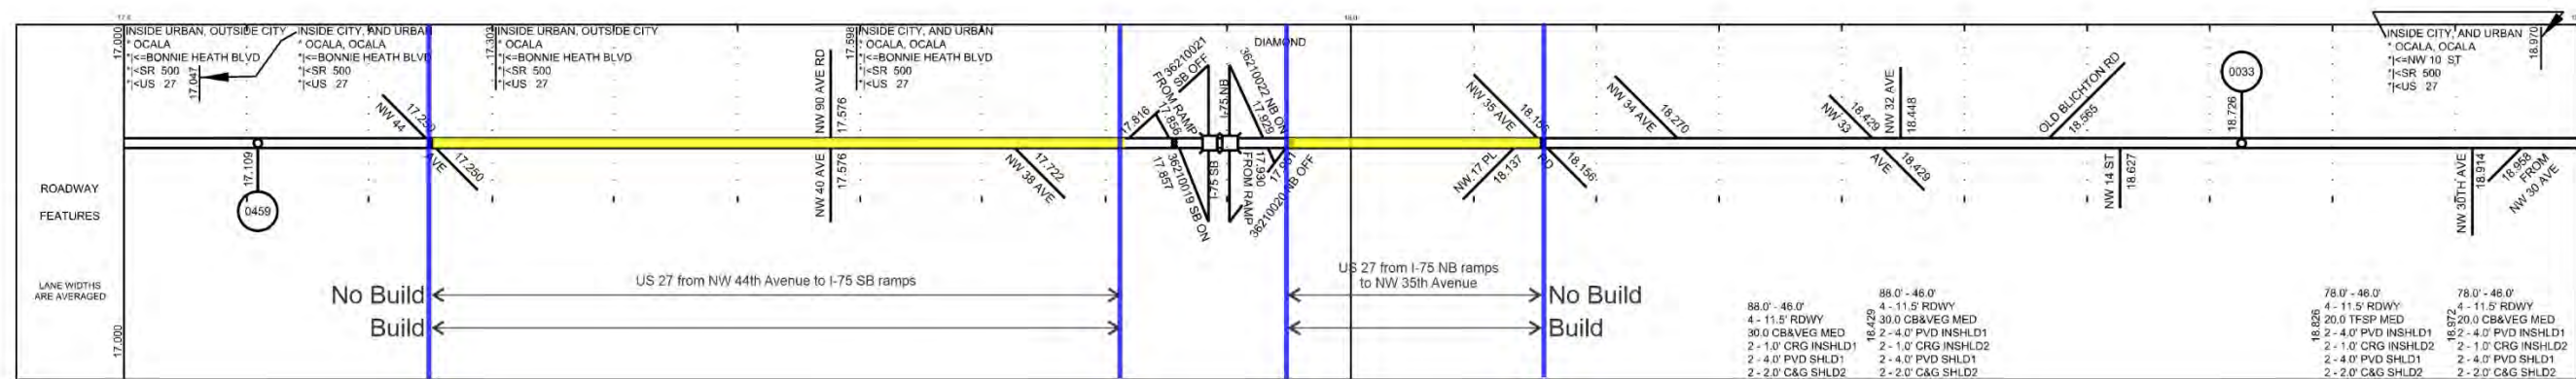 17.0
18.0
17.000
INSIDE URBAN, OUTSIDE CITY
* OCALA
*|<=BONNIE HEATH BLVD
*|<SR 500
*|<US 27
17.047
INSIDE CITY, AND URBAN
* OCALA, OCALA
*|<=BONNIE HEATH BLVD
*|<SR 500
*|<US 27
17.303
INSIDE URBAN, OUTSIDE CITY
* OCALA
*|<=BONNIE HEATH BLVD
*|<SR 500
*|<US 27
17.598
INSIDE CITY, AND URBAN
* OCALA, OCALA
*|<=BONNIE HEATH BLVD
*|<SR 500
*|<US 27
DIAMOND
INSIDE CITY, AND URBAN
* OCALA, OCALA
*|<=NW 10 ST
*|<SR 500
*|<US 27
18.970
ROADWAY
FEATURES
17.109
0459
NW 44
17.250
AVE
17.250
NW 90 AVE RD
17.576
NW 40 AVE
17.576
NW 38 AVE
17.722
17.816
36210021
SB OFF
FROM RAMP
17.856
17.857
36210019 SB ON
I-75 SB
I-75 NB
36210022 NB ON
17.929
17.930
FROM RAMP
17.931
36210020 NB OFF
NW 35 AVE
18.156
NW 17 PL
18.137
RD
18.156
NW 34 AVE
18.270
NW 33
18.429
AVE
18.429
NW 32 AVE
18.448
OLD BLICHTON RD
18.565
NW 14 ST
18.627
0033
18.726
NW 30TH AVE
18.914
18.958
FROM
NW 30 AVE
LANE WIDTHS
ARE AVERAGED
17.000
No Build
Build
US 27 from NW 44th Avenue to I-75 SB ramps
US 27 from I-75 NB ramps
to NW 35th Avenue
No Build
Build
88.0' - 46.0'
4 - 11.5' RDWY
30.0 CB&VEG MED
2 - 4.0' PVD INSHLD1
2 - 1.0' CRG INSHLD2
2 - 4.0' PVD SHLD1
2 - 2.0' C&G SHLD2
18.429
88.0' - 46.0'
4 - 11.5' RDWY
30.0 CB&VEG MED
2 - 4.0' PVD INSHLD1
2 - 1.0' CRG INSHLD2
2 - 4.0' PVD SHLD1
2 - 2.0' C&G SHLD2
18.826
78.0' - 46.0'
4 - 11.5' RDWY
20.0 TFSP MED
2 - 4.0' PVD INSHLD1
2 - 1.0' CRG INSHLD2
2 - 4.0' PVD SHLD1
2 - 2.0' C&G SHLD2
18.972
78.0' - 46.0'
4 - 11.5' RDWY
20.0 CB&VEG MED
2 - 4.0' PVD INSHLD1
2 - 1.0' CRG INSHLD2
2 - 4.0' PVD SHLD1
2 - 2.0' C&G SHLD2